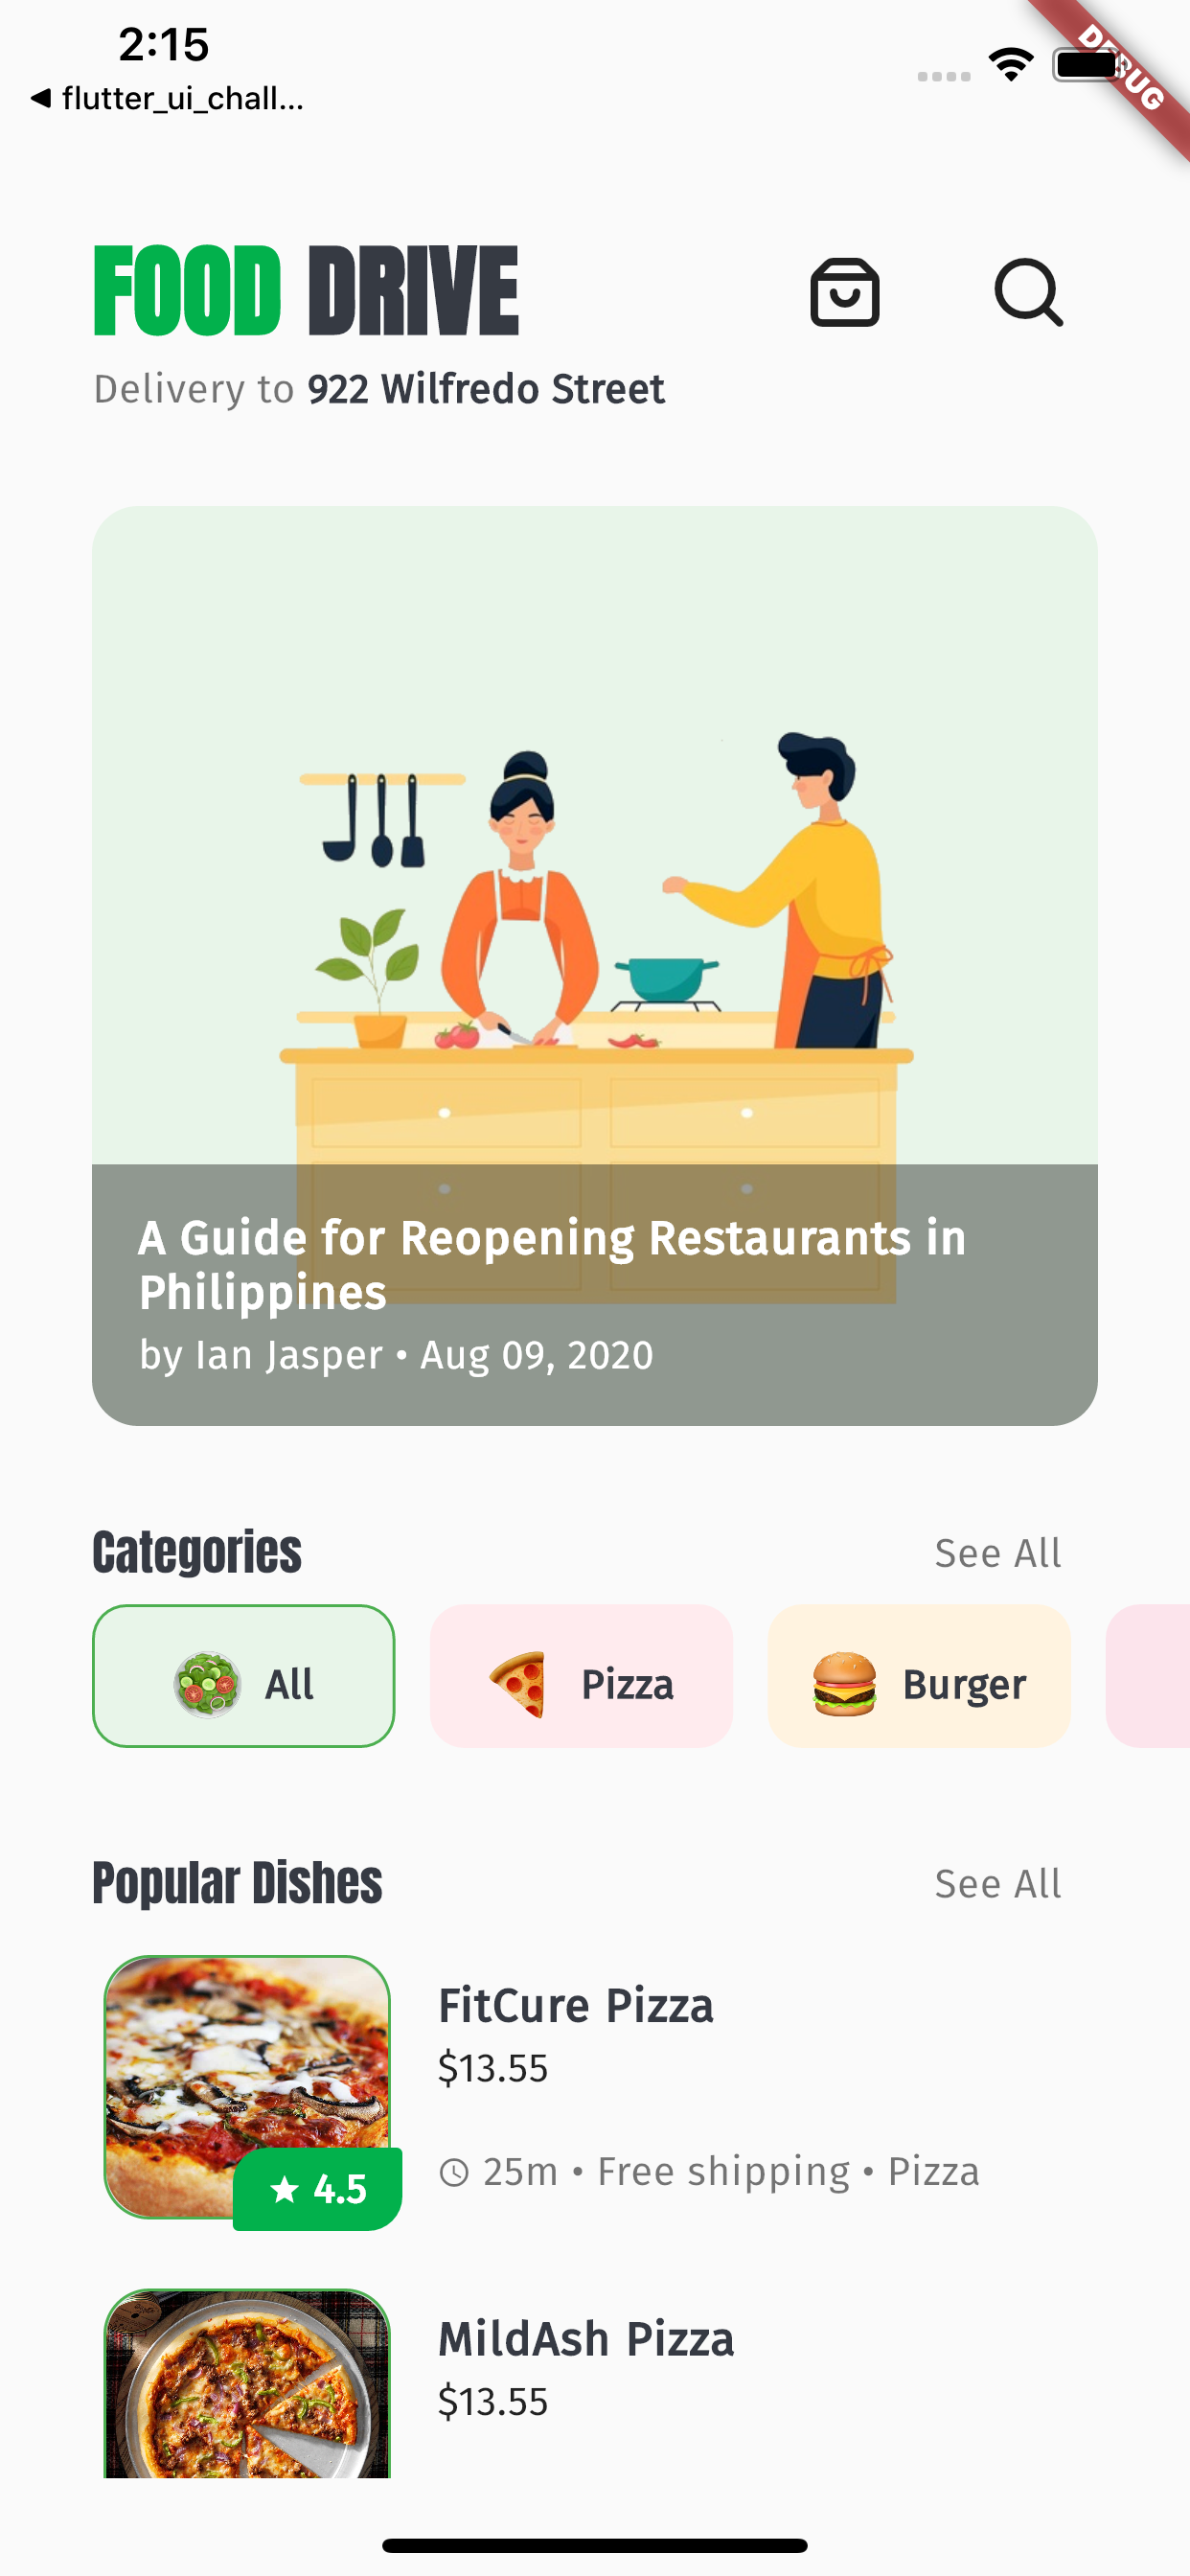 2:15
flutter_ui_chall...
DEBUG
FOOD DRIVE
Delivery to 922 Wilfredo Street
A Guide for Reopening Restaurants in
Philippines
by Ian Jasper • Aug 09, 2020
Categories
See All
All
Pizza
Burger
Popular Dishes
See All
FitCure Pizza
$13.55
25m • Free shipping • Pizza
4.5
MildAsh Pizza
$13.55